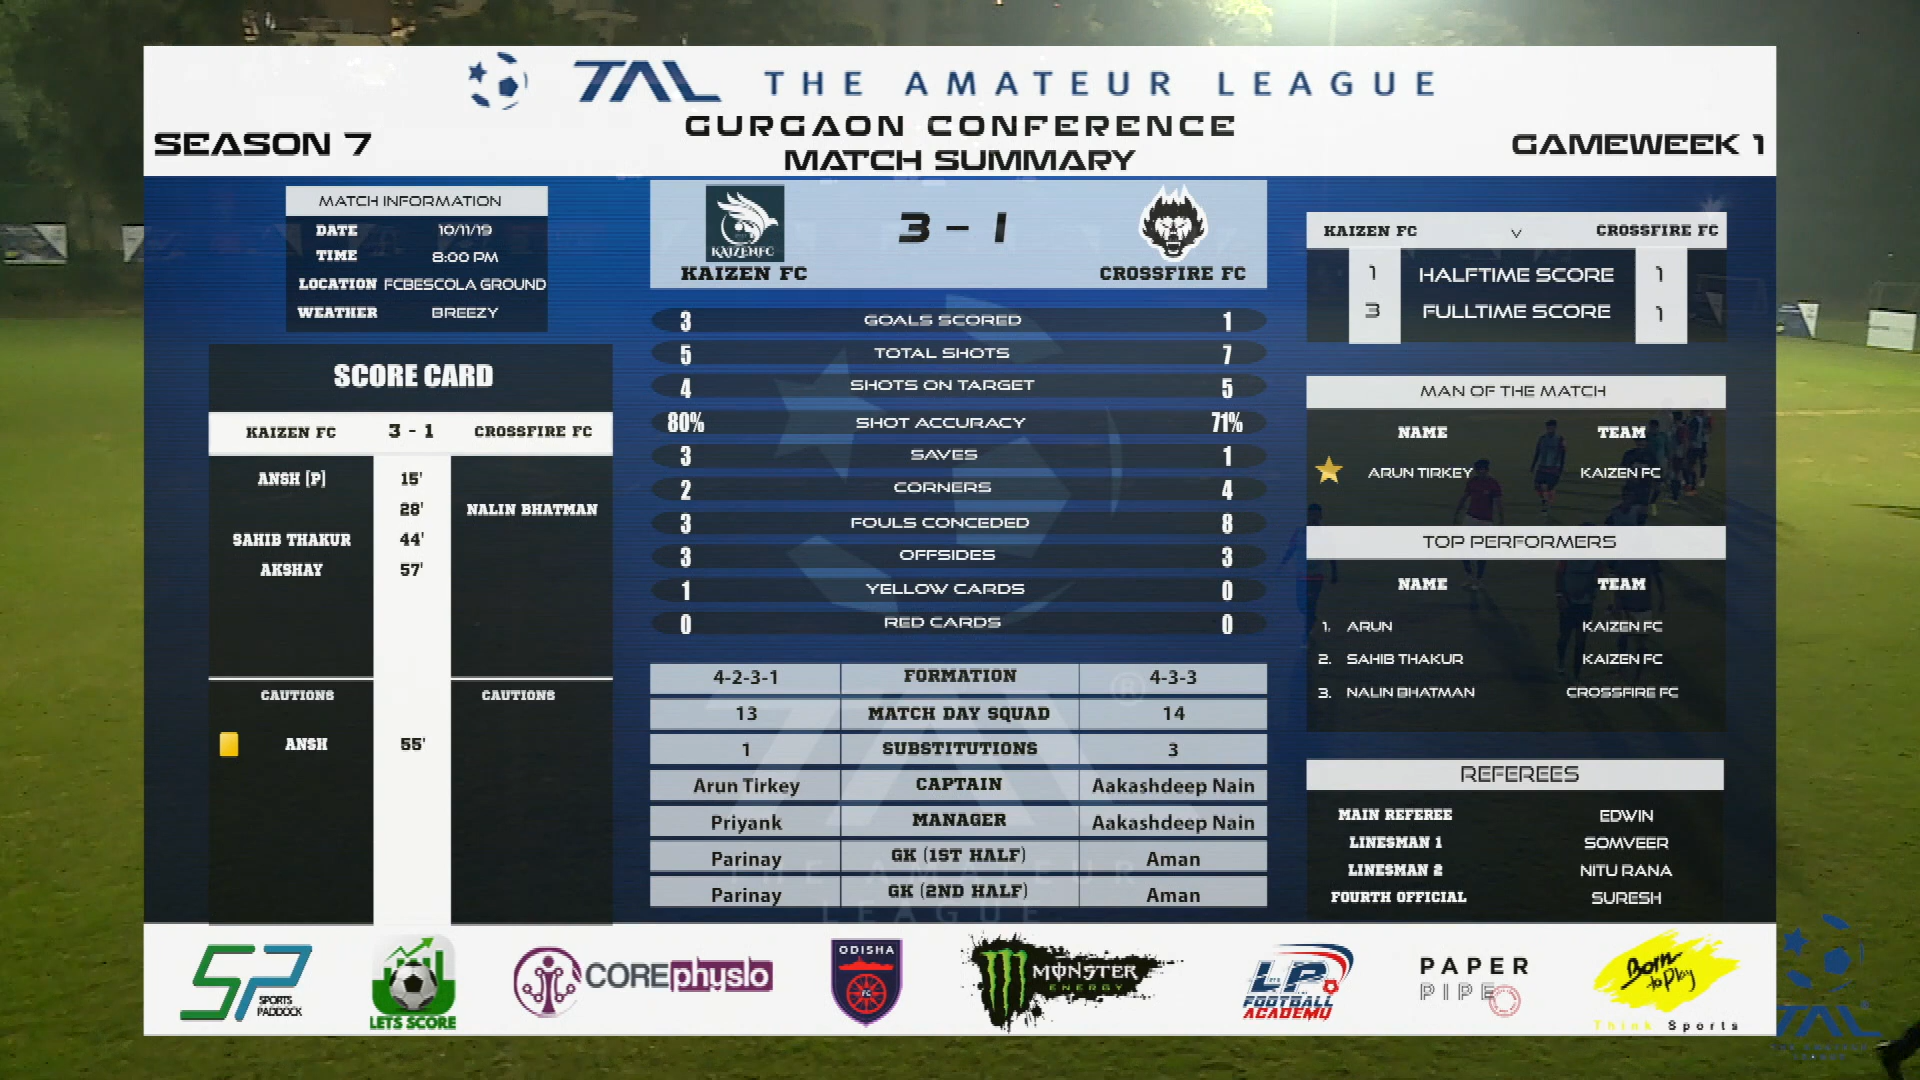 TAL THE AMATEUR LEAGUE
SEASON 7
GURGAON CONFERENCE
MATCH SUMMARY
GAMEWEEK 1
MATCH INFORMATION
DATE 10/11/19
TIME 8:00 PM
LOCATION FCBESCOLA GROUND
WEATHER BREEZY
SCORE CARD
KAIZEN FC 3 - 1 CROSSFIRE FC
ANSH (P) 15'
28' NALIN BHATMAN
SAHIB THAKUR 44'
AKSHAY 57'
CAUTIONS CAUTIONS
ANSH 55'
KAIZENFC
3 - 1
KAIZEN FC CROSSFIRE FC
3 GOALS SCORED 1
5 TOTAL SHOTS 7
4 SHOTS ON TARGET 5
80% SHOT ACCURACY 71%
3 SAVES 1
2 CORNERS 4
3 FOULS CONCEDED 8
3 OFFSIDES 3
1 YELLOW CARDS 0
0 RED CARDS 0
4-2-3-1 FORMATION 4-3-3
13 MATCH DAY SQUAD 14
1 SUBSTITUTIONS 3
Arun Tirkey CAPTAIN Aakashdeep Nain
Priyank MANAGER Aakashdeep Nain
Parinay GK (1ST HALF) Aman
Parinay GK (2ND HALF) Aman
KAIZEN FC V CROSSFIRE FC
1 HALFTIME SCORE 1
3 FULLTIME SCORE 1
MAN OF THE MATCH
NAME TEAM
ARUN TIRKEY KAIZEN FC
TOP PERFORMERS
NAME TEAM
1. ARUN KAIZEN FC
2. SAHIB THAKUR KAIZEN FC
3. NALIN BHATMAN CROSSFIRE FC
REFEREES
MAIN REFEREE EDWIN
LINESMAN 1 SOMVEER
LINESMAN 2 NITU RANA
FOURTH OFFICIAL SURESH
SP SPORTS PADDOCK
LETS SCORE
COREphysio
ODISHA
FC
MONSTER
ENERGY
LP
FOOTBALL
ACADEMY
PAPER
PIPE
Born
to Play
Think Sports
TAL